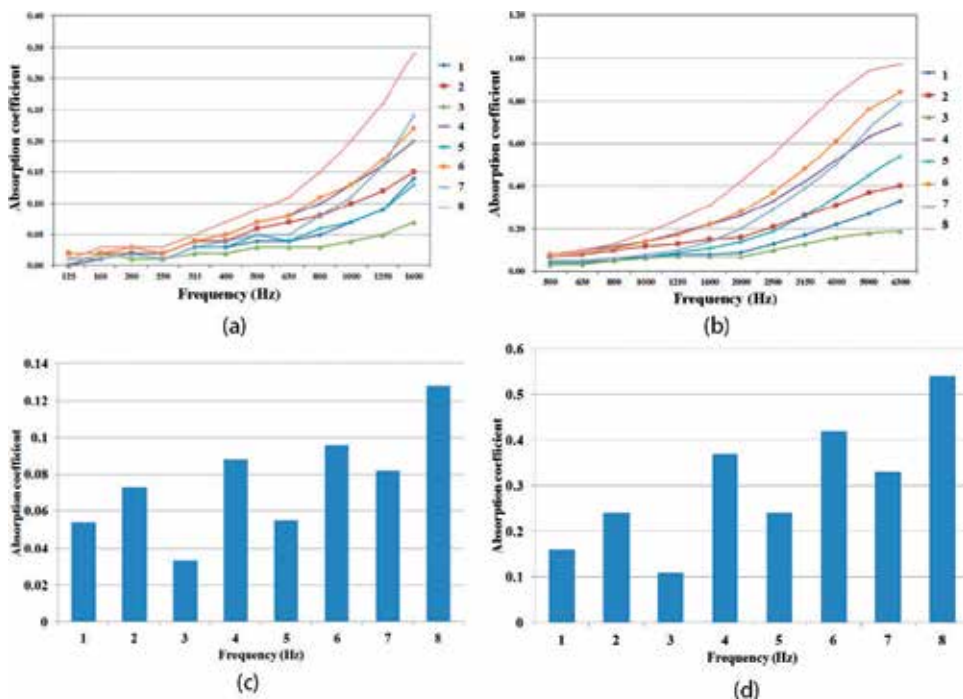 0.40
0.35
0.30
0.25
0.20
0.15
0.10
0.05
0.00
Absorption coefficient
125 160 200 250 315 400 500 630 800 1000 1250 1600
Frequency (Hz)
1
2
3
4
5
6
7
8
(a)
1.20
1.00
0.80
0.60
0.40
0.20
0.00
Absorption coefficient
500 630 800 1000 1250 1600 2000 2500 3150 4000 5000 6300
Frequency (Hz)
1
2
3
4
5
6
7
8
(b)
0.14
0.12
0.1
0.08
0.06
0.04
0.02
0
Absorption coefficient
1 2 3 4 5 6 7 8
Frequency (Hz)
(c)
0.6
0.5
0.4
0.3
0.2
0.1
0
Absorption coefficient
1 2 3 4 5 6 7 8
Frequency (Hz)
(d)